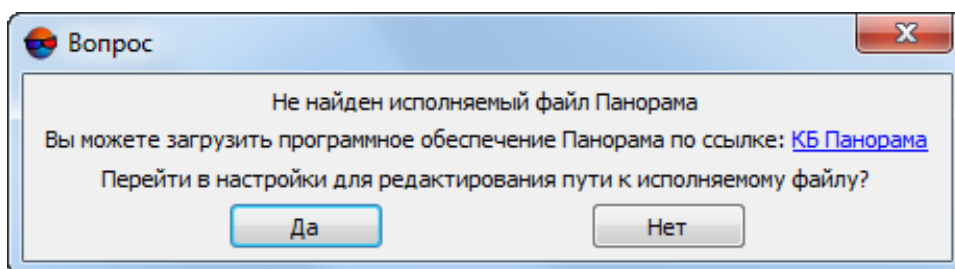 Вопрос
Не найден исполняемый файл Панорама
Вы можете загрузить программное обеспечение Панорама по ссылке: КБ Панорама
Перейти в настройки для редактирования пути к исполняемому файлу?
Да Нет